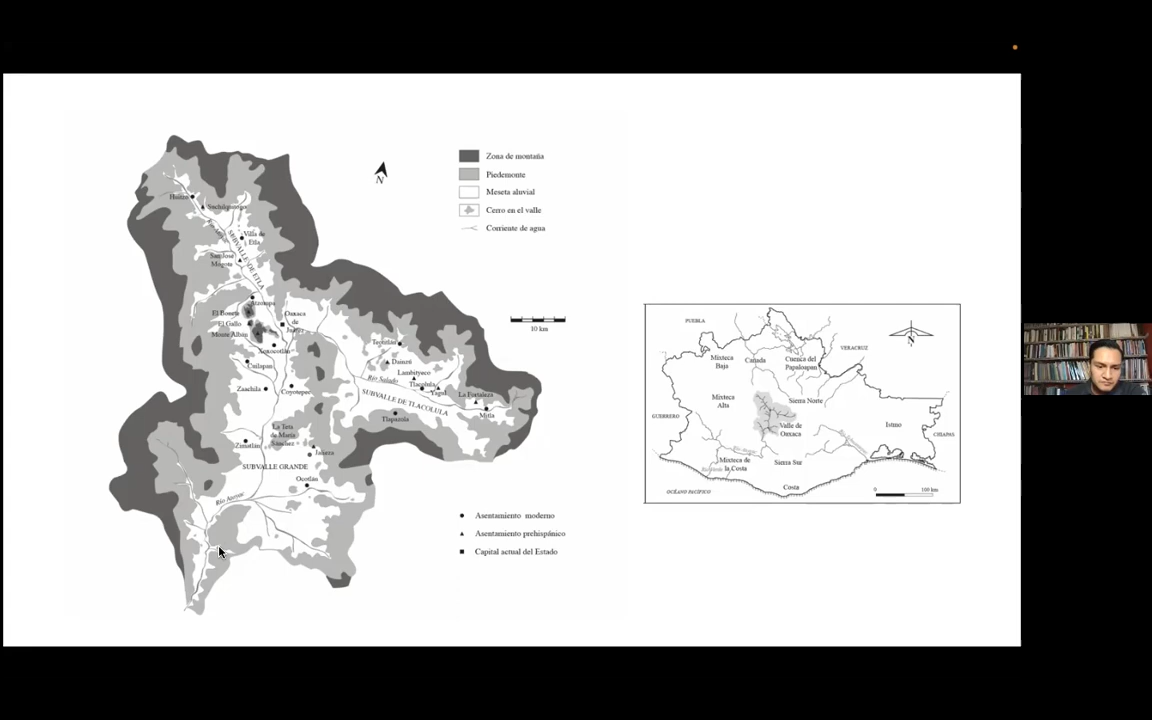 N
Zona de montaña
Piedemonte
Meseta aluvial
Cerro en el valle
Corriente de agua
10 km
Huitzo
Suchilquitongo
Villa de
Etla
SUBVALLE DE ETLA
San José
Mogote
Atzompa
El Bonete
El Gallo
Monte Albán
Oaxaca
de
Juárez
Xoxocotlán
Cuilapan
Zaachila
Coyotepec
Teotitlán
Dainzú
Lambityeco
Río Salado
Tlacolula
Yagul
La Fortaleza
SUBVALLE DE TLACOLULA
Mitla
Tlapazola
La Teta
de María
Sánchez
Zimatlán
Jalieza
SUBVALLE GRANDE
Ocotlán
Río Atoyac
Asentamiento moderno
Asentamiento prehispánico
Capital actual del Estado
PUEBLA
VERACRUZ
N
Mixteca
Baja
Cañada
Cuenca del
Papaloapan
Mixteca
Alta
Sierra Norte
GUERRERO
Valle de
Oaxaca
Istmo
CHIAPAS
Mixteca de
la Costa
Sierra Sur
Costa
OCÉANO PACÍFICO
0 100 km